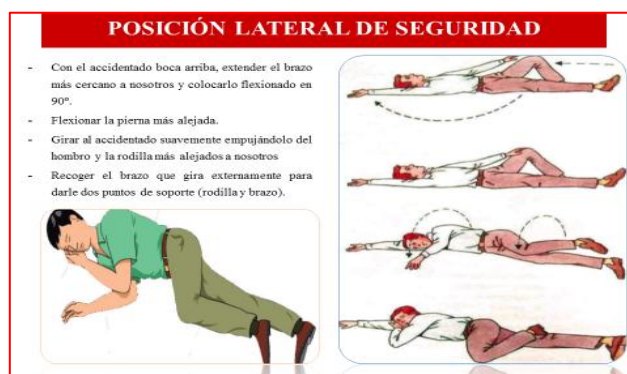 POSICIÓN LATERAL DE SEGURIDAD
- Con el accidentado boca arriba, extender el brazo
más cercano a nosotros y colocarlo flexionado en
90º.
- Flexionar la pierna más alejada.
- Girar al accidentado suavemente empujándolo del
hombro y la rodilla más alejados a nosotros
- Recoger el brazo que gira externamente para
darle dos puntos de soporte (rodilla y brazo).